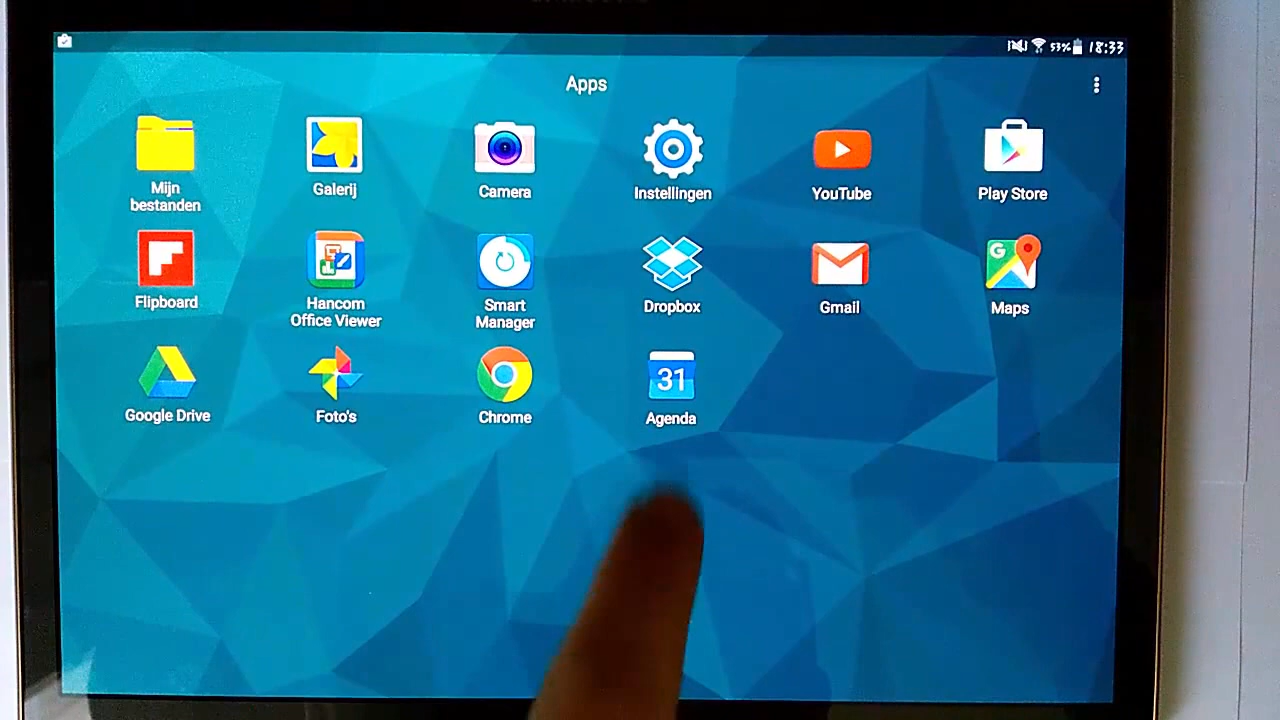 53% 18:33
Apps
Mijn
bestanden
Galerij
Camera
Instellingen
YouTube
Play Store
Flipboard
Hancom
Office Viewer
Smart
Manager
Dropbox
Gmail
G
Maps
Google Drive
Foto's
Chrome
31
Agenda